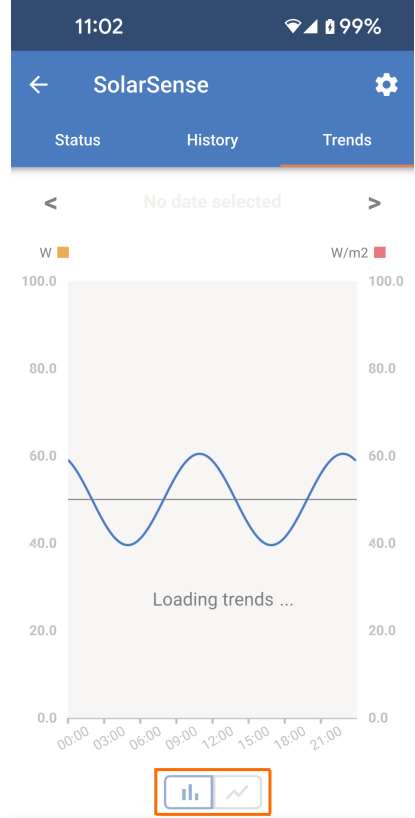 11:02 99%
SolarSense
Status History Trends
< No date selected >
W W/m2
100.0 100.0
80.0 80.0
60.0 60.0
40.0 40.0
Loading trends ...
20.0 20.0
0.0 0.0
00:00 03:00 06:00 09:00 12:00 15:00 18:00 21:00